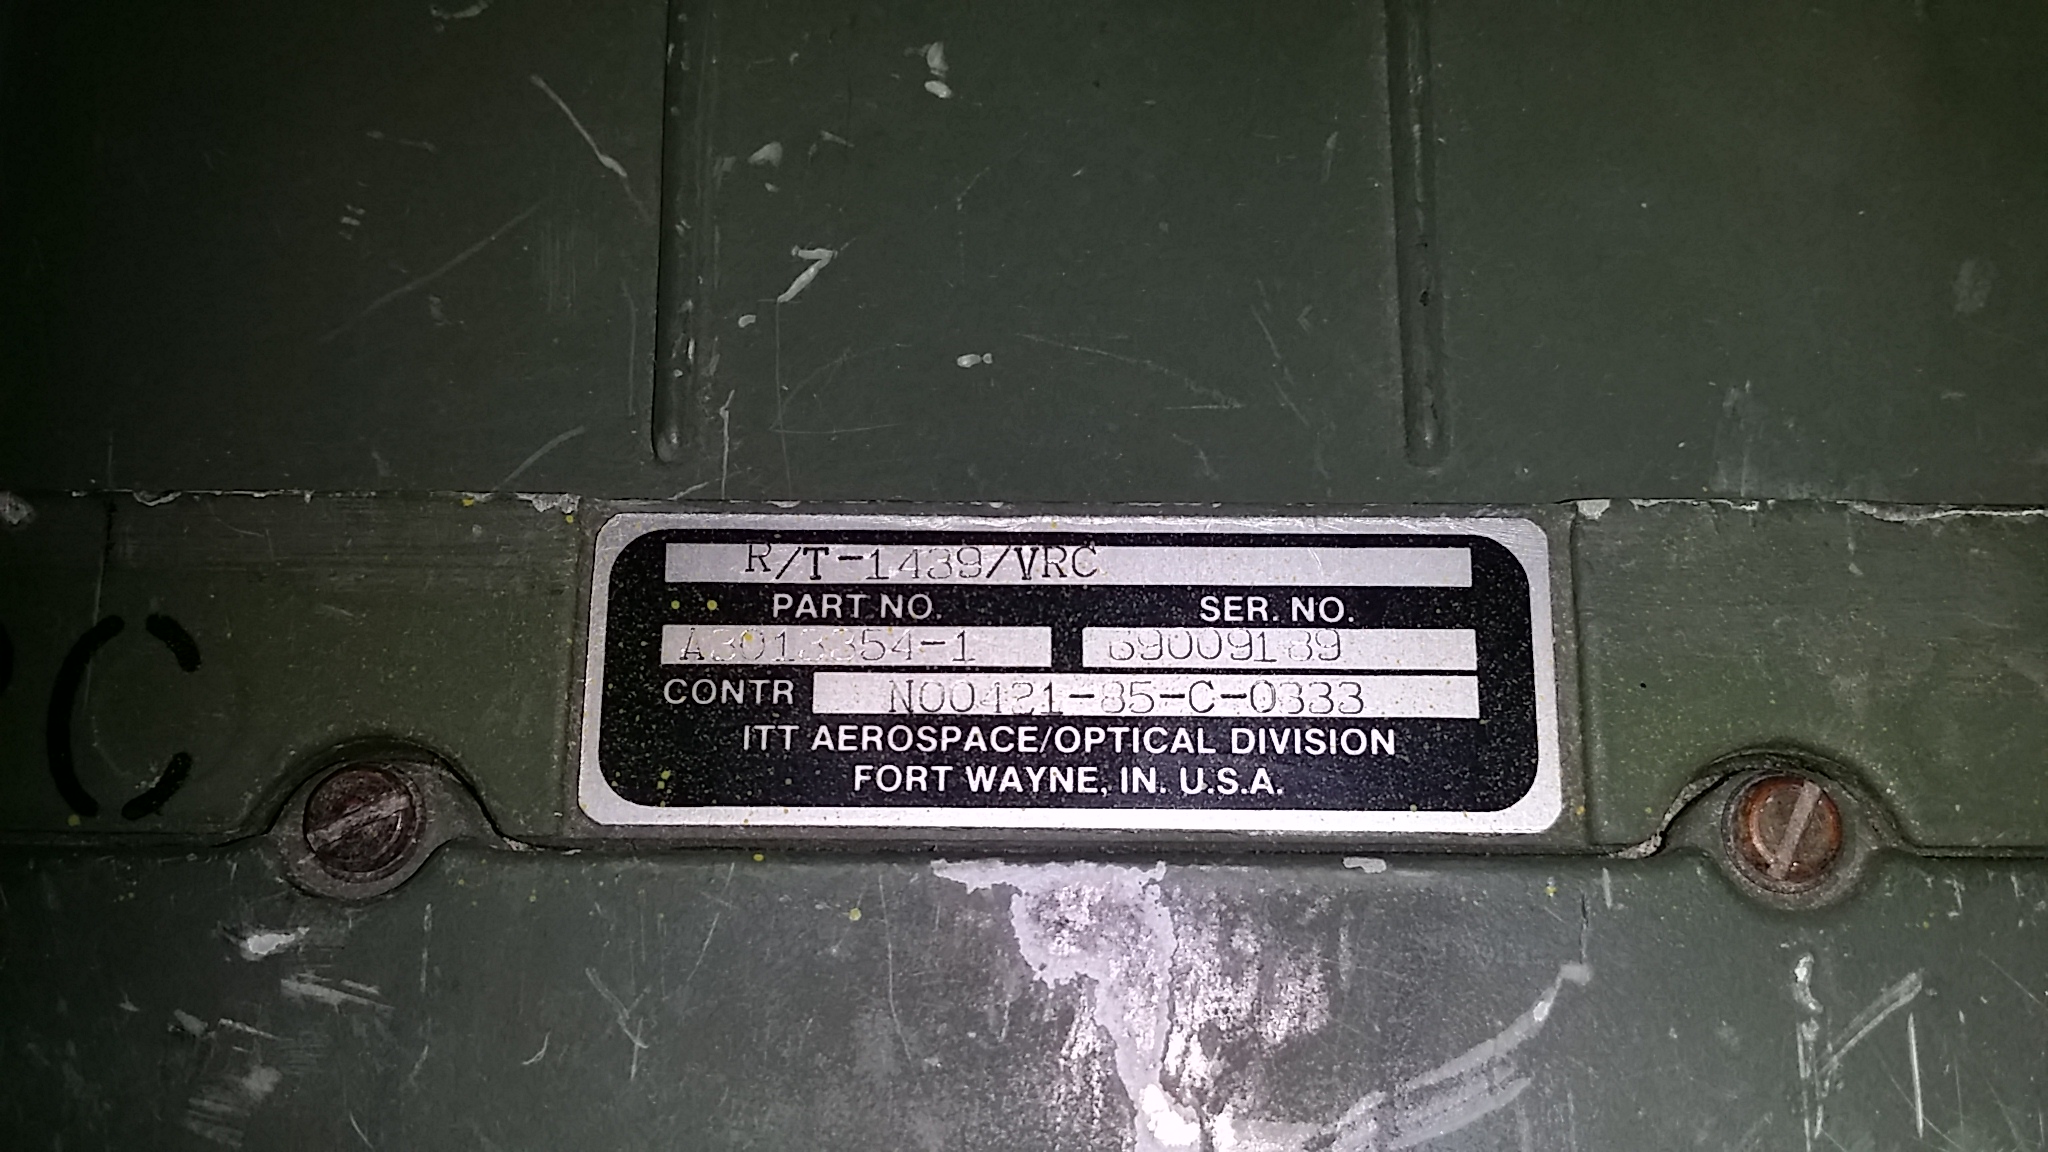 R/T-1439/VRC
PART NO. SER. NO.
A3013354-1
CONTR N00421-85-C-0333
ITT AEROSPACE/OPTICAL DIVISION
FORT WAYNE, IN. U.S.A.
C